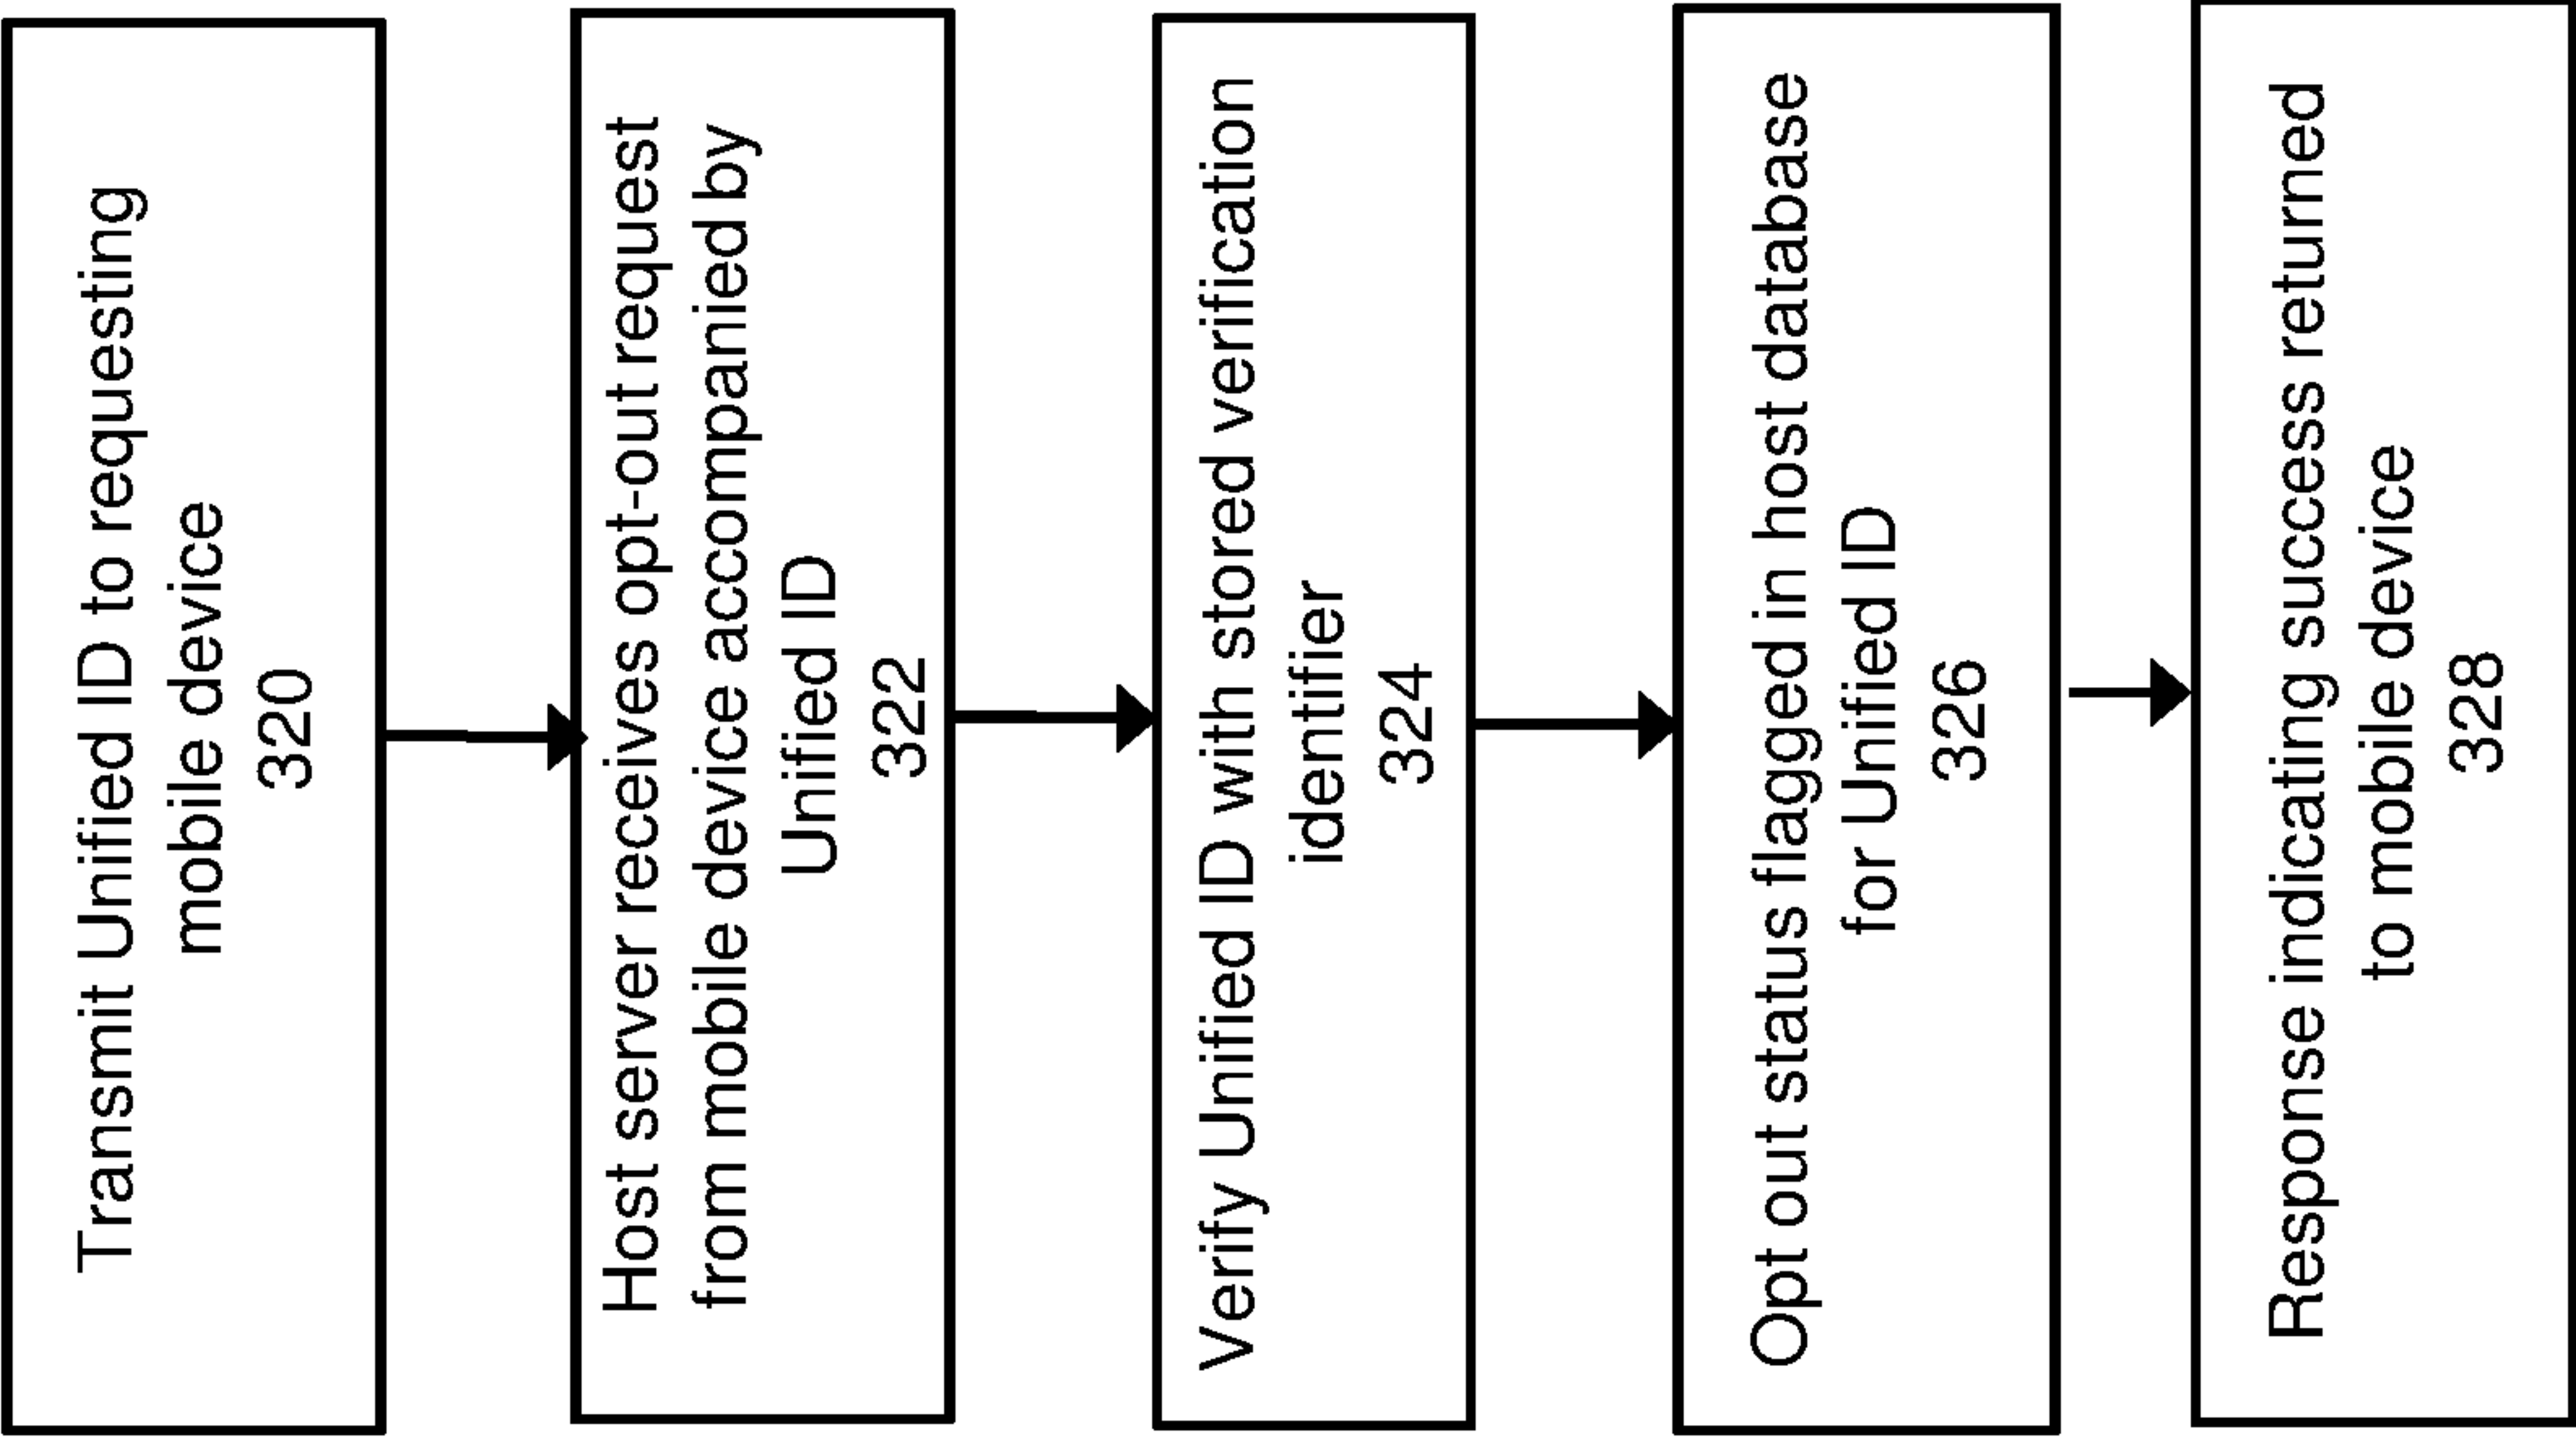 Transmit Unified ID to requesting
mobile device
320
Host server receives opt-out request
from mobile device accompanied by
Unified ID
322
Verify Unified ID with stored verification
identifier
324
Opt out status flagged in host database
for Unified ID
326
Response indicating success returned
to mobile device
328